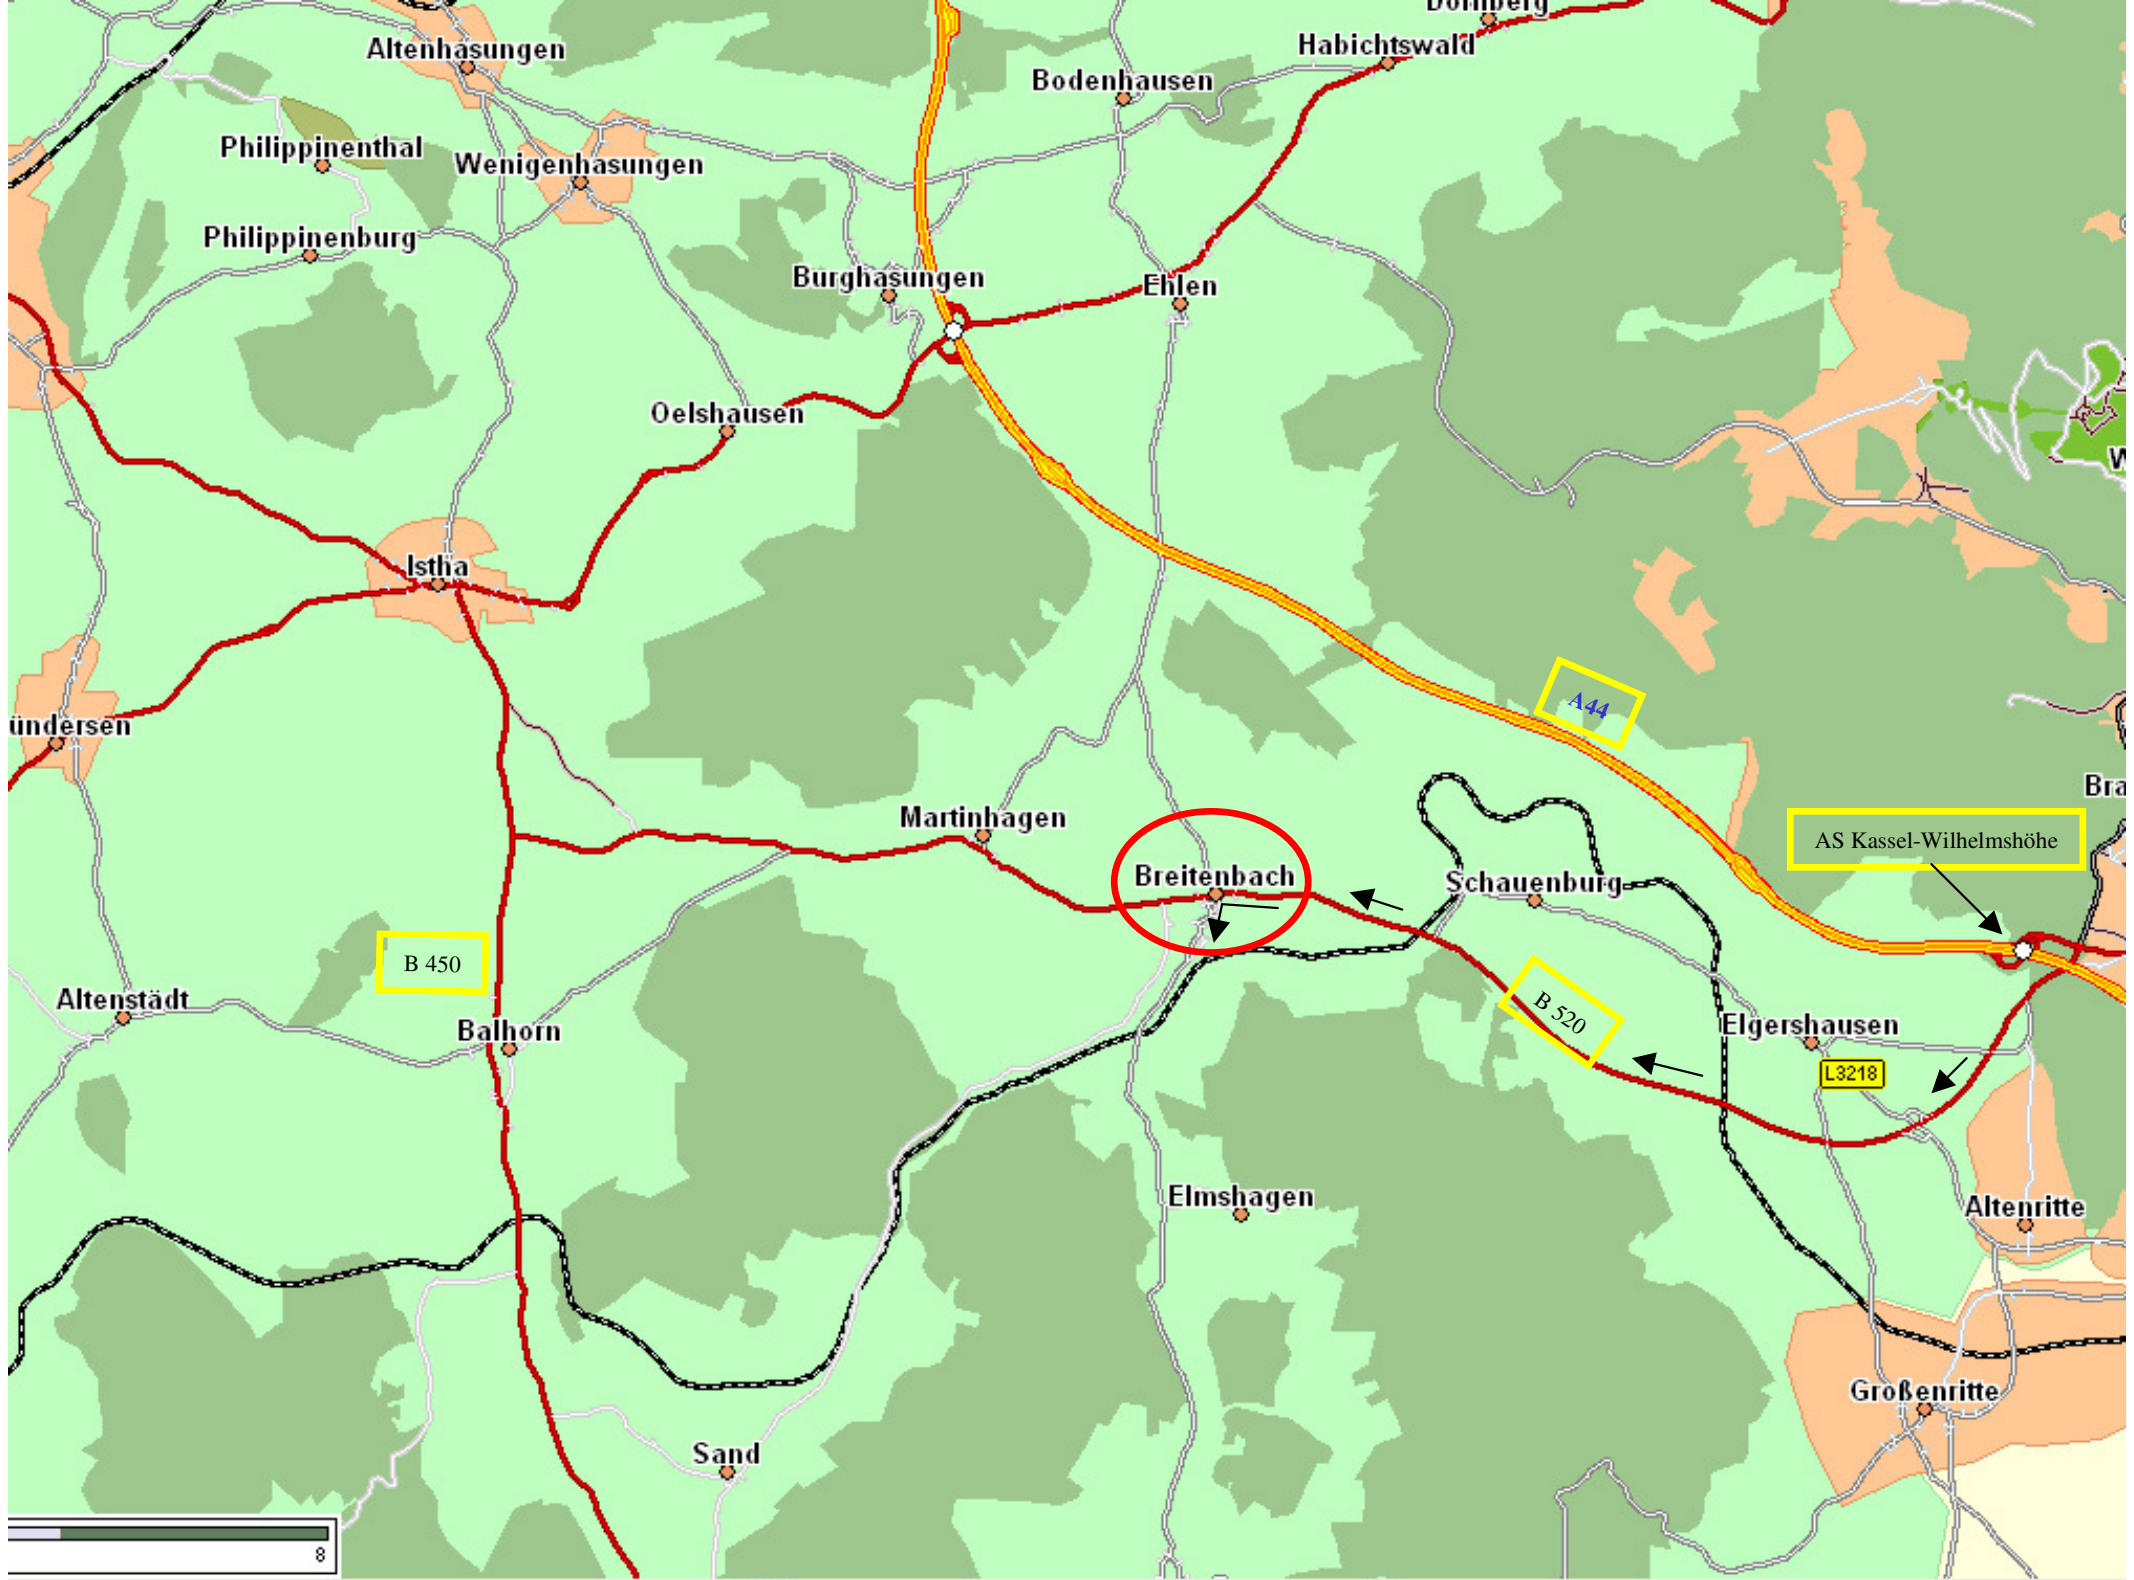 Dörnberg
Habichtswald
Altenhasungen
Bodenhausen
Philippinenthal
Wenigenhasungen
Philippinenburg
Burghasungen
Ehlen
Oelshausen
W
Istha
A44
ündersen
Bra
Martinhagen
AS Kassel-Wilhelmshöhe
Breitenbach
Schauenburg
B 450
Altenstädt
B 520
Elgershausen
Balhorn
L3218
Elmshagen
Altenritte
Großenritte
Sand
8